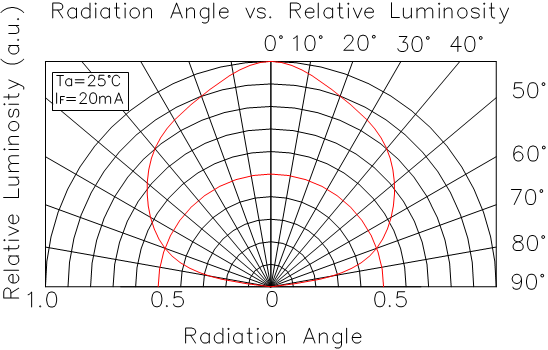 Radiation Angle vs. Relative Luminosity
0° 10° 20° 30° 40°
Relative Luminosity (a.u.)
Ta=25°C
IF=20mA
50°
60°
70°
80°
90°
1.0 0.5 0 0.5
Radiation Angle